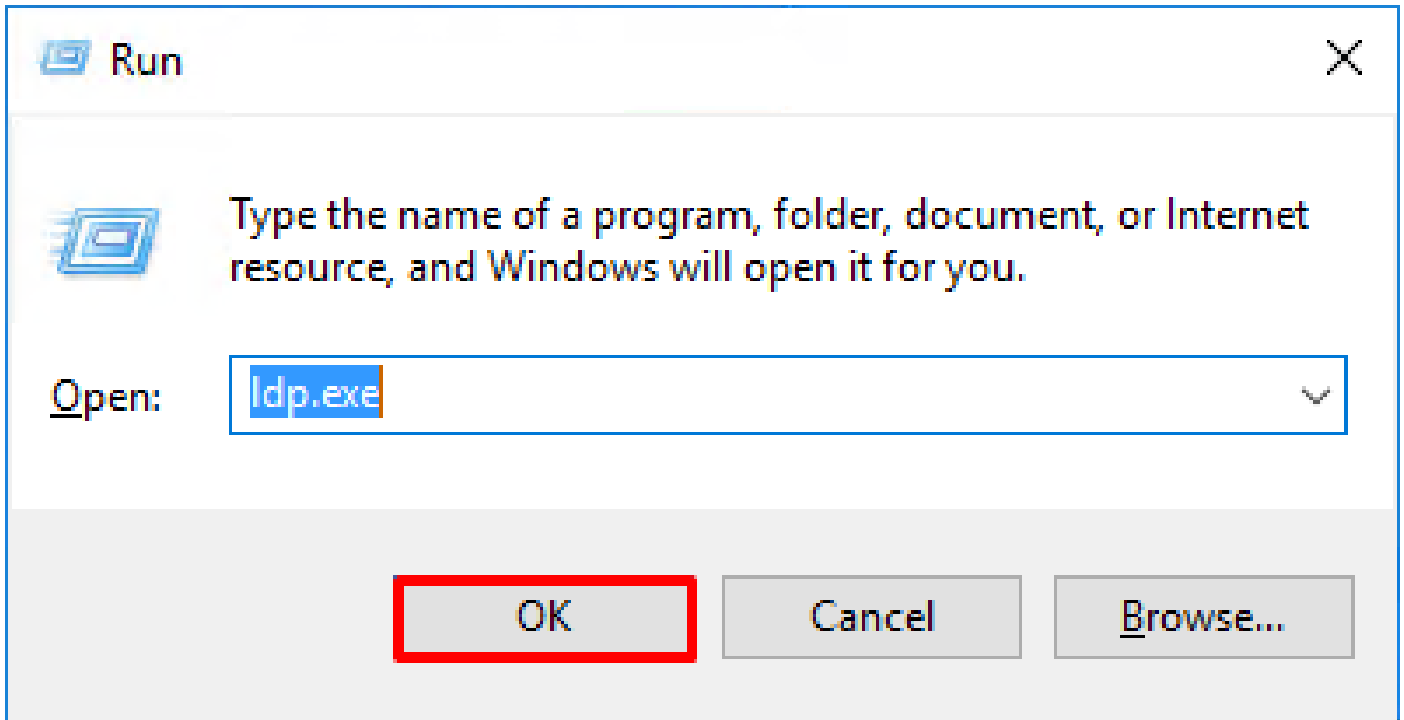 Run
Type the name of a program, folder, document, or Internet
resource, and Windows will open it for you.
Open:
ldp.exe
OK
Cancel
Browse...